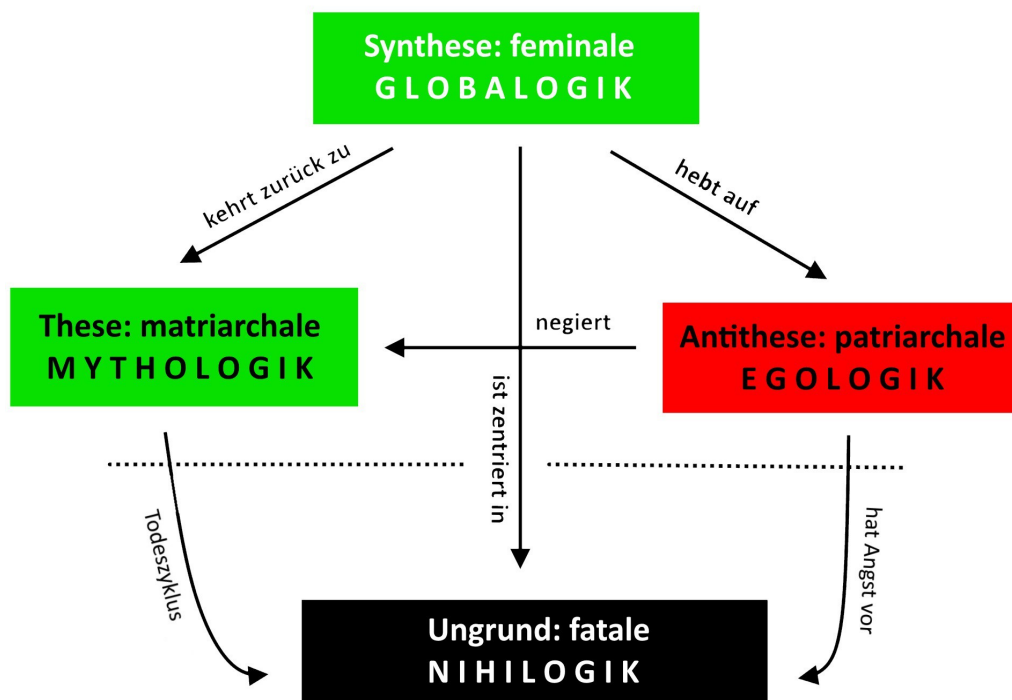 Synthese: feminale
GLOBALOGIK
kehrt zurück zu
hebt auf
These: matriarchale
MYTHOLOGIK
negiert
Antithese: patriarchale
EGOLOGIK
ist zentriert in
Todeszyklus
hat Angst vor
Ungrund: fatale
NIHILOGIK